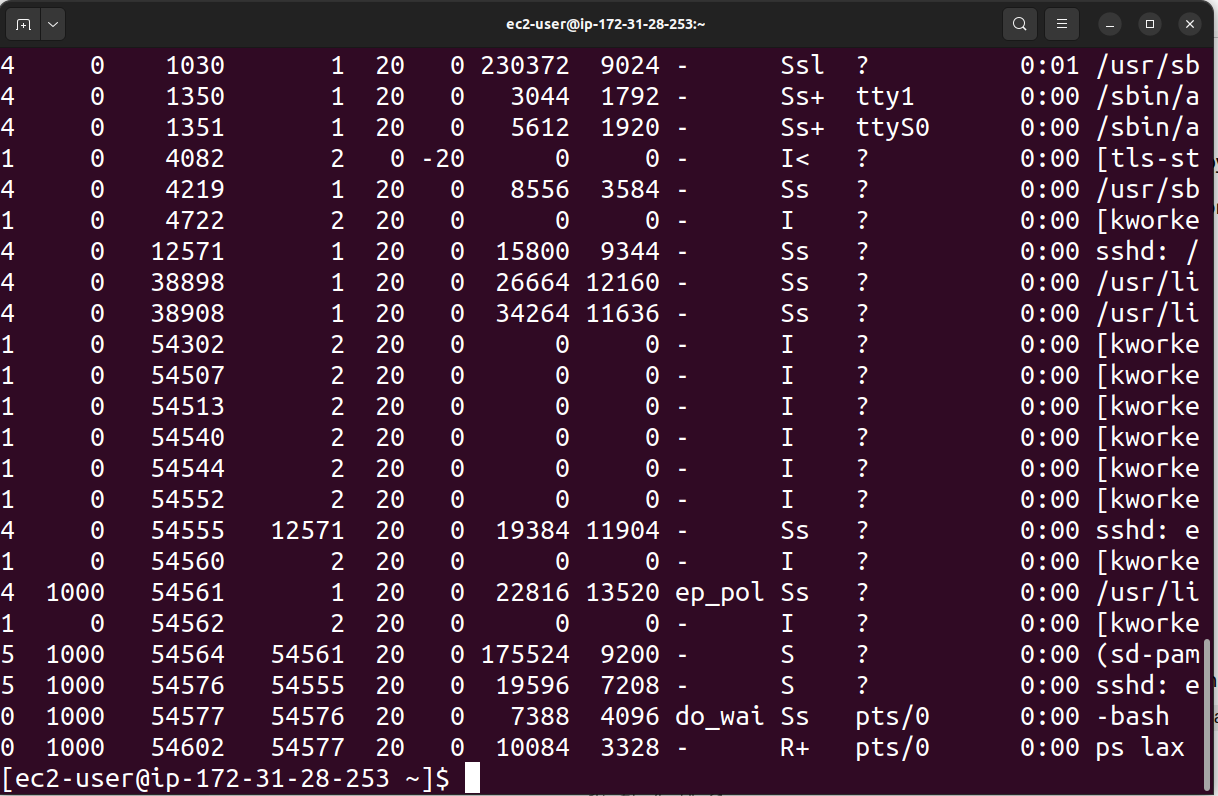 ec2-user@ip-172-31-28-253:~
4 0 1030 1 20 0 230372 9024 - Ssl ? 0:01 /usr/sb
4 0 1350 1 20 0 3044 1792 - Ss+ tty1 0:00 /sbin/a
4 0 1351 1 20 0 5612 1920 - Ss+ ttyS0 0:00 /sbin/a
1 0 4082 2 0 -20 0 0 - I< ? 0:00 [tls-st
4 0 4219 1 20 0 8556 3584 - Ss ? 0:00 /usr/sb
1 0 4722 2 20 0 0 0 - I ? 0:00 [kworke
4 0 12571 1 20 0 15800 9344 - Ss ? 0:00 sshd: /
4 0 38898 1 20 0 26664 12160 - Ss ? 0:00 /usr/li
4 0 38908 1 20 0 34264 11636 - Ss ? 0:00 /usr/li
1 0 54302 2 20 0 0 0 - I ? 0:00 [kworke
1 0 54507 2 20 0 0 0 - I ? 0:00 [kworke
1 0 54513 2 20 0 0 0 - I ? 0:00 [kworke
1 0 54540 2 20 0 0 0 - I ? 0:00 [kworke
1 0 54544 2 20 0 0 0 - I ? 0:00 [kworke
1 0 54552 2 20 0 0 0 - I ? 0:00 [kworke
4 0 54555 12571 20 0 19384 11904 - Ss ? 0:00 sshd: e
1 0 54560 2 20 0 0 0 - I ? 0:00 [kworke
4 1000 54561 1 20 0 22816 13520 ep_pol Ss ? 0:00 /usr/li
1 0 54562 2 20 0 0 0 - I ? 0:00 [kworke
5 1000 54564 54561 20 0 175524 9200 - S ? 0:00 (sd-pam
5 1000 54576 54555 20 0 19596 7208 - S ? 0:00 sshd: e
0 1000 54577 54576 20 0 7388 4096 do_wai Ss pts/0 0:00 -bash
0 1000 54602 54577 20 0 10084 3328 - R+ pts/0 0:00 ps lax
[ec2-user@ip-172-31-28-253 ~]$